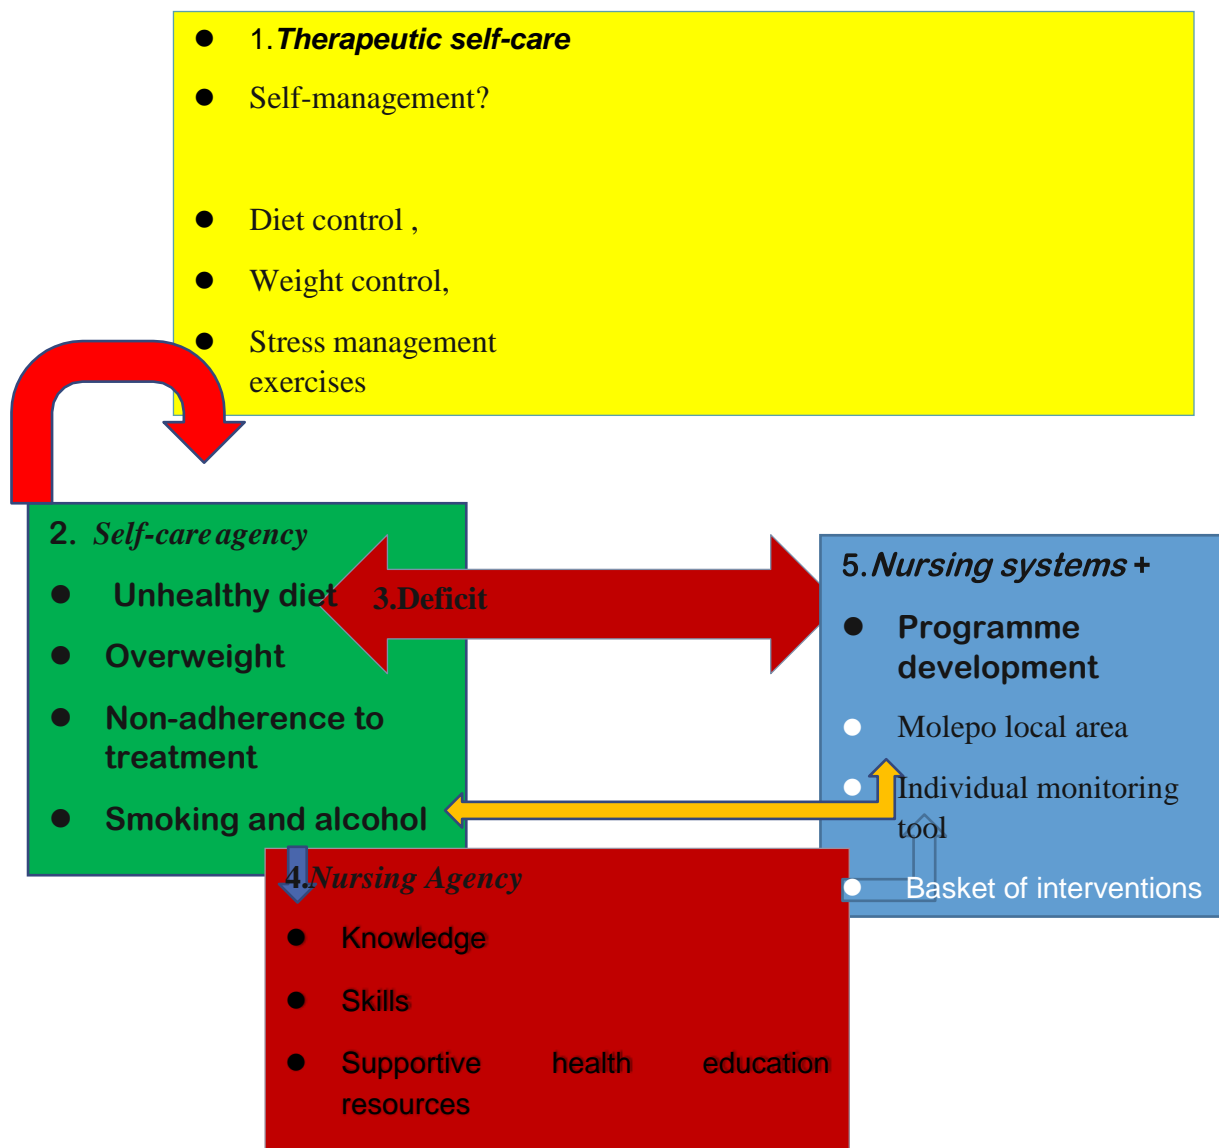 ● 1.Therapeutic self-care
● Self-management?
● Diet control ,
● Weight control,
● Stress management
exercises
2. Self-care agency
● Unhealthy diet
● Overweight
● Non-adherence to
treatment
● Smoking and alcohol
3.Deficit
4.Nursing Agency
● Knowledge
● Skills
● Supportive health education
resources
5.Nursing systems +
● Programme
development
● Molepo local area
● Individual monitoring
tool
● Basket of interventions